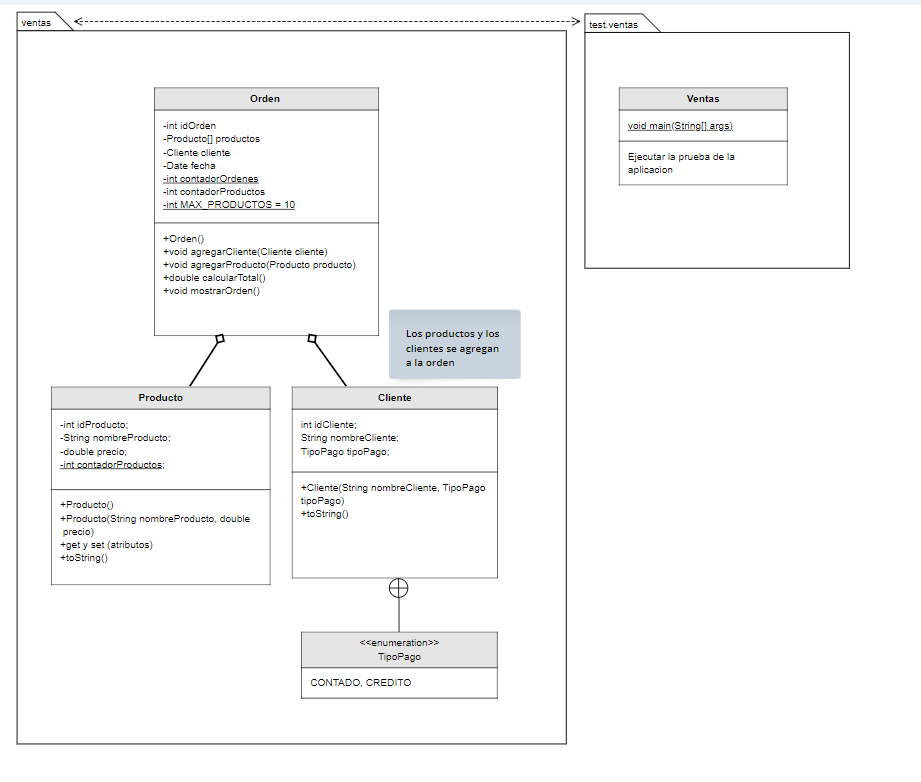 ventas
test.ventas
Orden
-int idOrden
-Producto[] productos
-Cliente cliente
-Date fecha
-int contadorOrdenes
-int contadorProductos
-int MAX_PRODUCTOS = 10
+Orden()
+void agregarCliente(Cliente cliente)
+void agregarProducto(Producto producto)
+double calcularTotal()
+void mostrarOrden()
Ventas
void main(String[] args)
Ejecutar la prueba de la
aplicacion
Los productos y los
clientes se agregan
a la orden
Producto
-int idProducto;
-String nombreProducto;
-double precio;
-int contadorProductos;
+Producto()
+Producto(String nombreProducto, double
precio)
+get y set (atributos)
+toString()
Cliente
int idCliente;
String nombreCliente;
TipoPago tipoPago;
+Cliente(String nombreCliente, TipoPago
tipoPago)
+toString()
<<enumeration>>
TipoPago
CONTADO, CREDITO